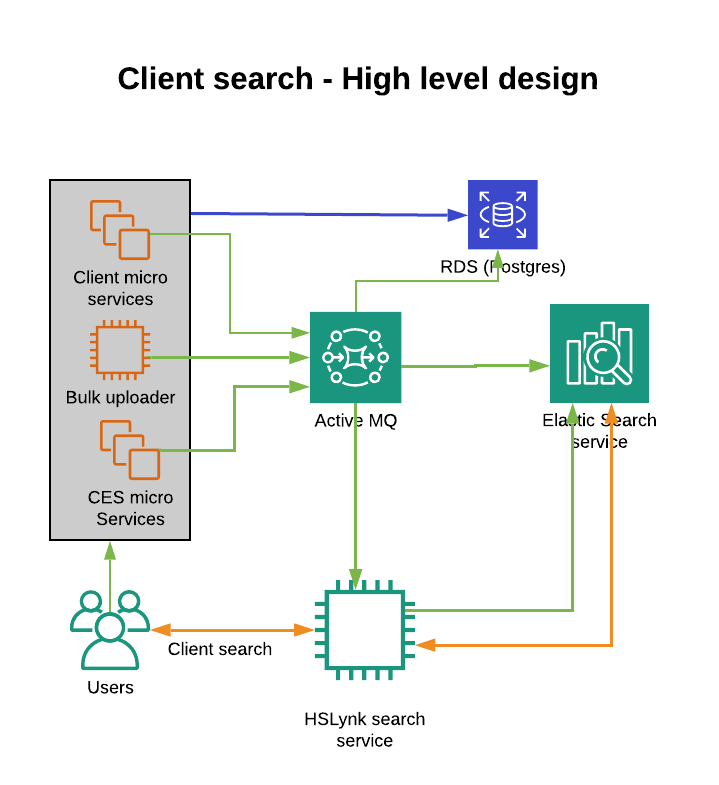 Client search - High level design
Client micro
services
Bulk uploader
CES micro
Services
RDS (Postgres)
Active MQ
Elastic Search
service
Users
Client search
HSLynk search
service